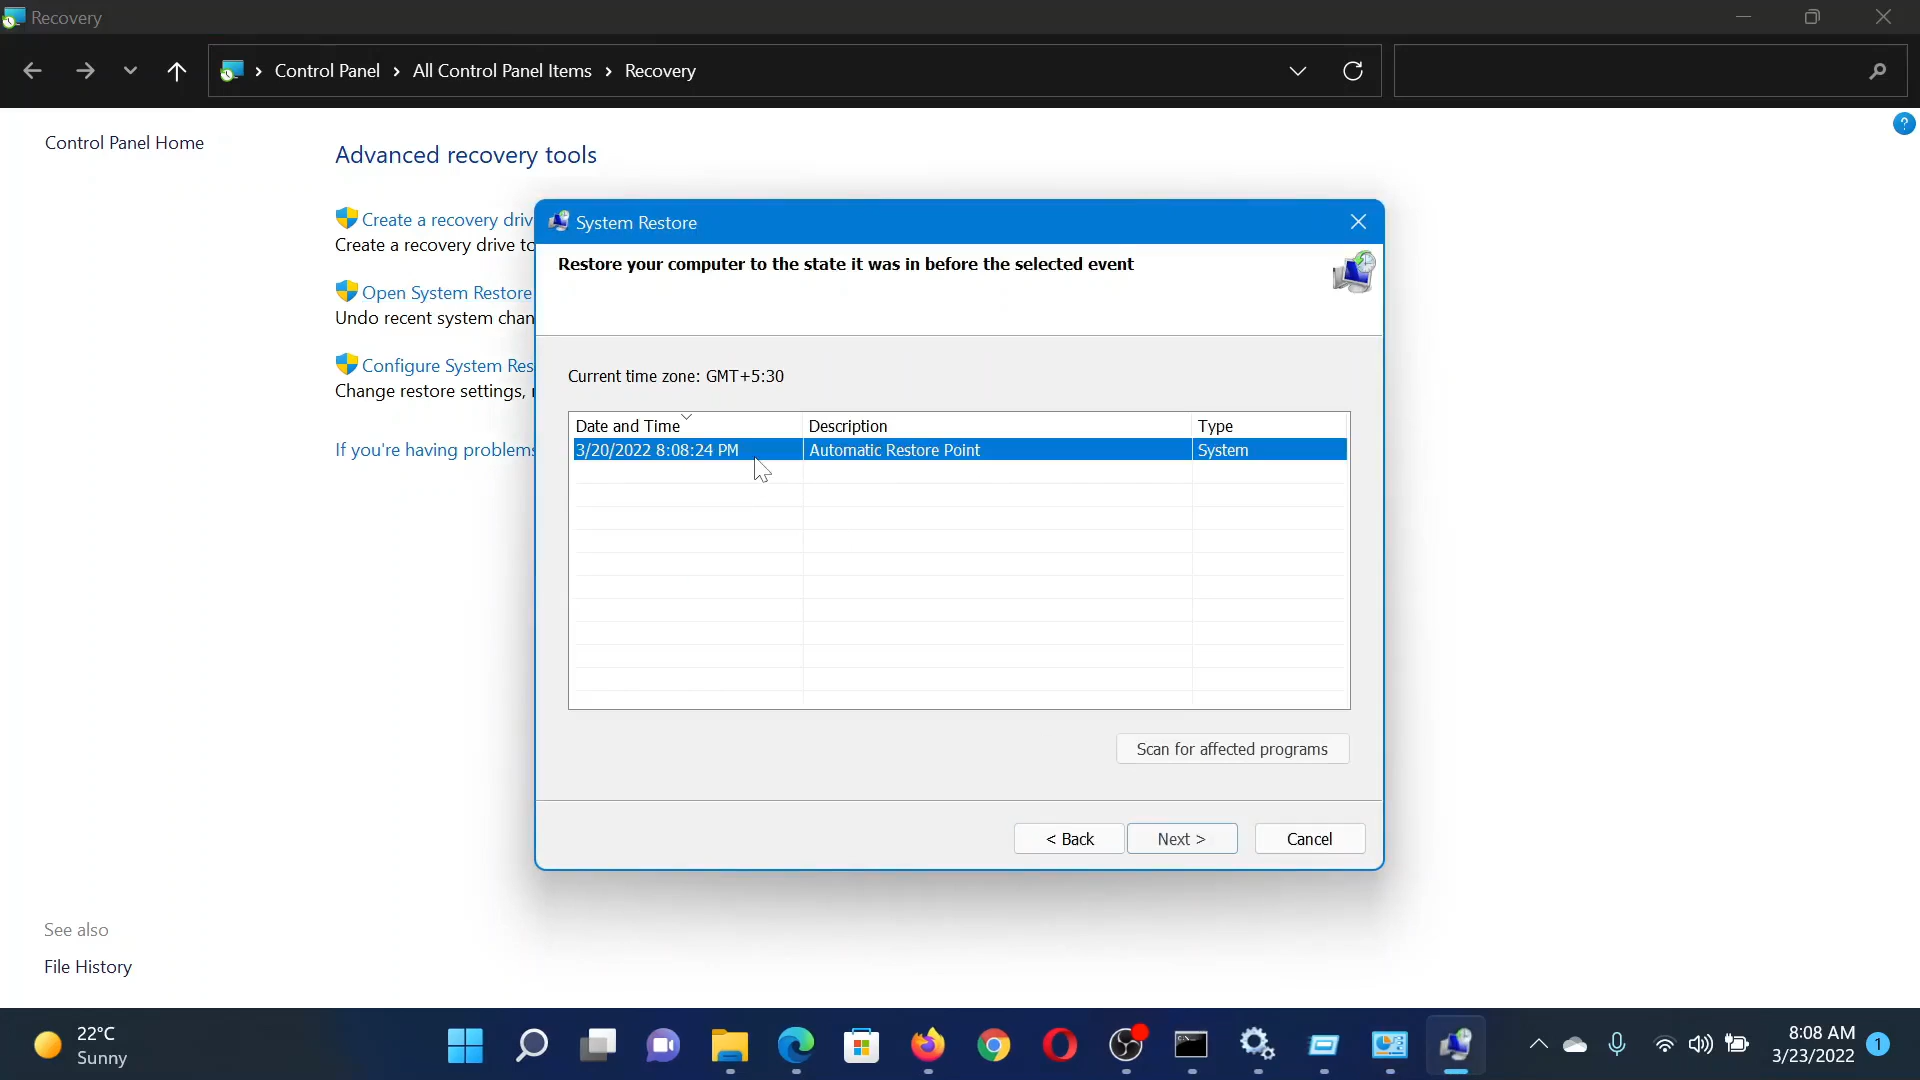 Recovery
Control Panel > All Control Panel Items > Recovery
Control Panel Home
Advanced recovery tools
Create a recovery driv
Create a recovery drive to
Open System Restore
Undo recent system chan
Configure System Res
Change restore settings,
If you're having problems
See also
File History
System Restore
Restore your computer to the state it was in before the selected event
Current time zone: GMT+5:30
Date and Time Description Type
3/20/2022 8:08:24 PM Automatic Restore Point System
Scan for affected programs
< Back Next > Cancel
22°C
Sunny
8:08 AM
3/23/2022
1